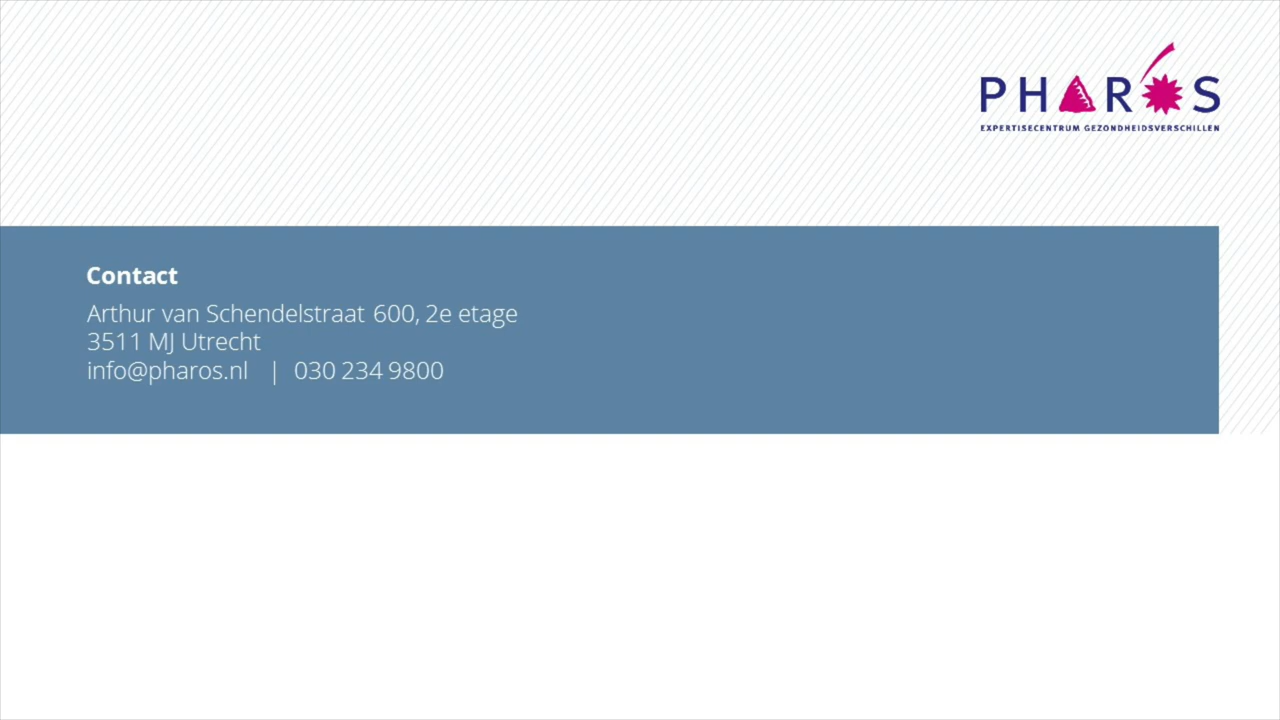 PHAROS
EXPERTISECENTRUM GEZONDHEIDSVERSCHILLEN
Contact
Arthur van Schendelstraat 600, 2e etage
3511 MJ Utrecht
info@pharos.nl | 030 234 9800